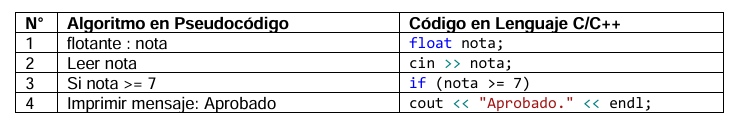 N° Algoritmo en Pseudocódigo Código en Lenguaje C/C++
1 flotante : nota float nota;
2 Leer nota cin >> nota;
3 Si nota >= 7 if (nota >= 7)
4 Imprimir mensaje: Aprobado cout << "Aprobado." << endl;